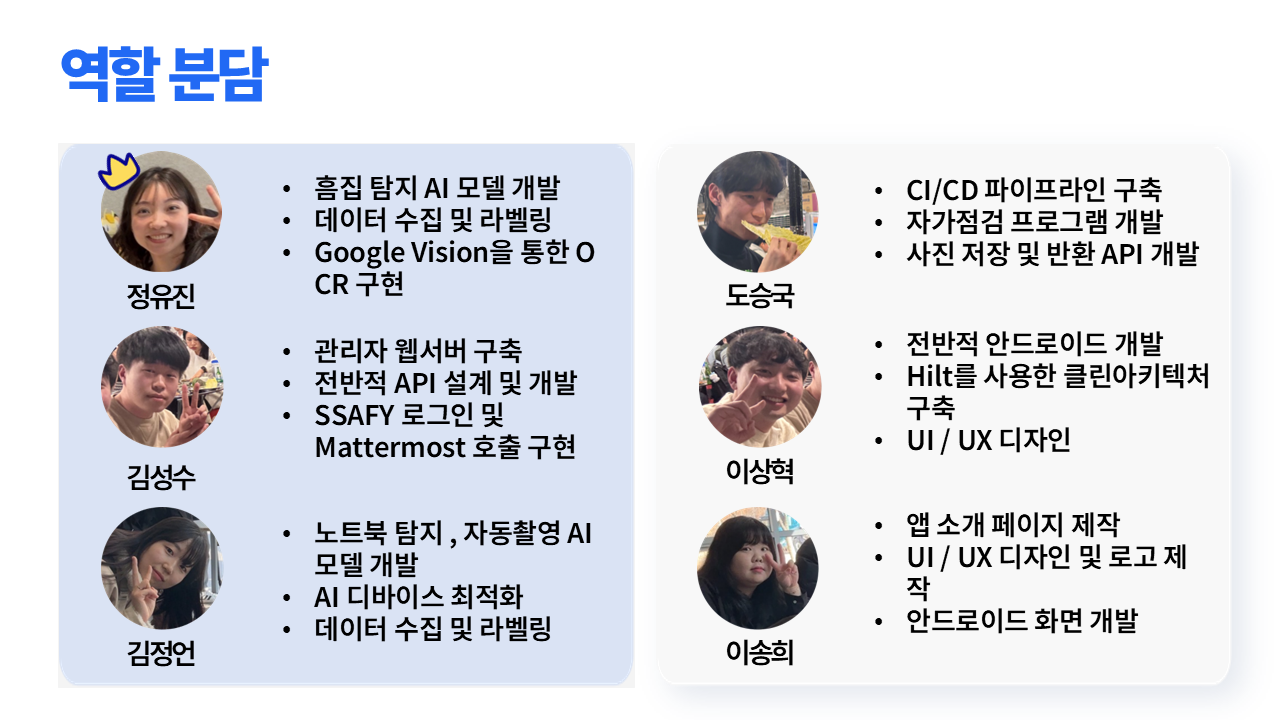 역할 분담
정유진
• 흠집 탐지 AI 모델 개발
• 데이터 수집 및 라벨링
• Google Vision을 통한 O
CR 구현
김성수
• 관리자 웹서버 구축
• 전반적 API 설계 및 개발
• SSAFY 로그인 및
Mattermost 호출 구현
김정언
• 노트북 탐지 , 자동촬영 AI
모델 개발
• AI 디바이스 최적화
• 데이터 수집 및 라벨링
도승국
• CI/CD 파이프라인 구축
• 자가점검 프로그램 개발
• 사진 저장 및 반환 API 개발
이상혁
• 전반적 안드로이드 개발
• Hilt를 사용한 클린아키텍처
구축
• UI / UX 디자인
이송희
• 앱 소개 페이지 제작
• UI / UX 디자인 및 로고 제
작
• 안드로이드 화면 개발